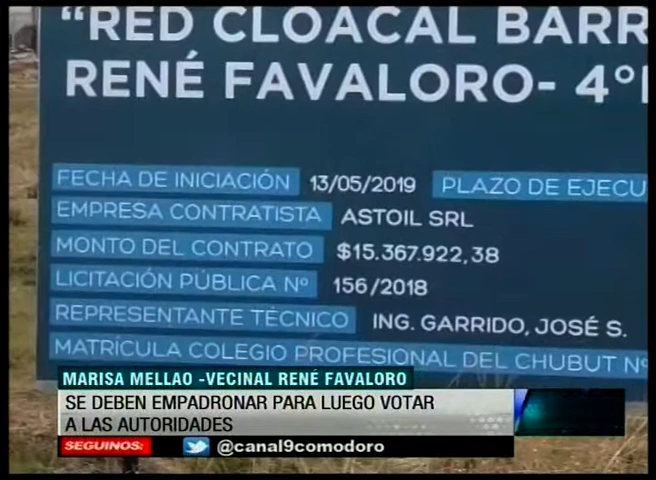 "RED CLOACAL BARR
RENÉ FAVALORO- 4°
FECHA DE INICIACIÓN 13/05/2019 PLAZO DE EJECU
EMPRESA CONTRATISTA ASTOIL SRL
MONTO DEL CONTRATO $15.367.922,38
LICITACIÓN PÚBLICA Nº 156/2018
REPRESENTANTE TÉCNICO ING. GARRIDO, JOSÉ S.
MATRÍCULA COLEGIO PROFESIONAL DEL CHUBUT Nº
MARISA MELLAO -VECINAL RENÉ FAVALORO
SE DEBEN EMPADRONAR PARA LUEGO VOTAR
A LAS AUTORIDADES
SEGUINOS: @canal9comodoro